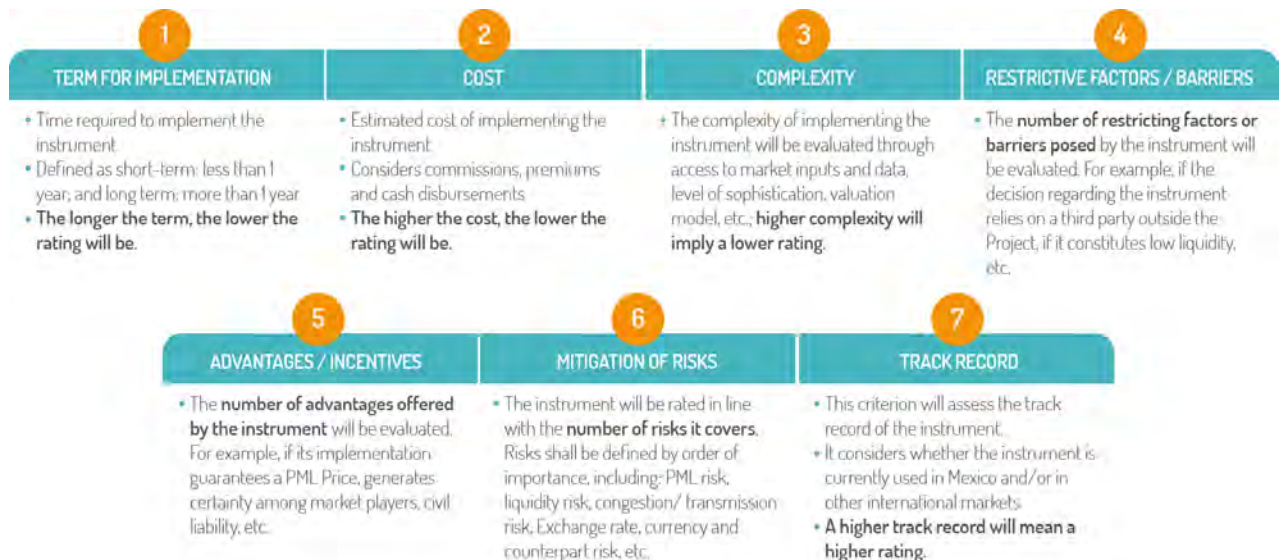 1
TERM FOR IMPLEMENTATION
• Time required to implement the
instrument
• Defined as short-term: less than 1
year; and long term: more than 1 year
• The longer the term, the lower the
rating will be.
2
COST
• Estimated cost of implementing the
instrument
• Considers commissions, premiums
and cash disbursements
• The higher the cost, the lower the
rating will be.
3
COMPLEXITY
• The complexity of implementing the
instrument will be evaluated through
access to market inputs and data,
level of sophistication, valuation
model, etc.; higher complexity will
imply a lower rating.
4
RESTRICTIVE FACTORS / BARRIERS
• The number of restricting factors or
barriers posed by the instrument will
be evaluated. For example, if the
decision regarding the instrument
relies on a third party outside the
Project, if it constitutes low liquidity,
etc.
5
ADVANTAGES / INCENTIVES
• The number of advantages offered
by the instrument will be evaluated.
For example, if its implementation
guarantees a PML Price, generates
certainty among market players, civil
liability, etc.
6
MITIGATION OF RISKS
• The instrument will be rated in line
with the number of risks it covers.
Risks shall be defined by order of
importance, including: PML risk,
liquidity risk, congestion/ transmission
risk, Exchange rate, currency and
counterpart risk, etc.
7
TRACK RECORD
• This criterion will assess the track
record of the instrument.
• It considers whether the instrument is
currently used in Mexico and/or in
other international markets.
• A higher track record will mean a
higher rating.